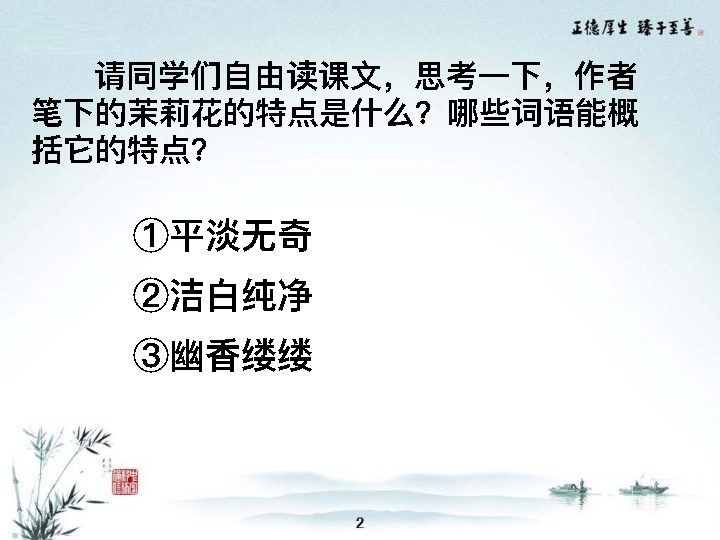 正德厚生 臻于至善
请同学们自由读课文，思考一下，作者
笔下的茉莉花的特点是什么？哪些词语能概
括它的特点？
①平淡无奇
②洁白纯净
③幽香缕缕
2